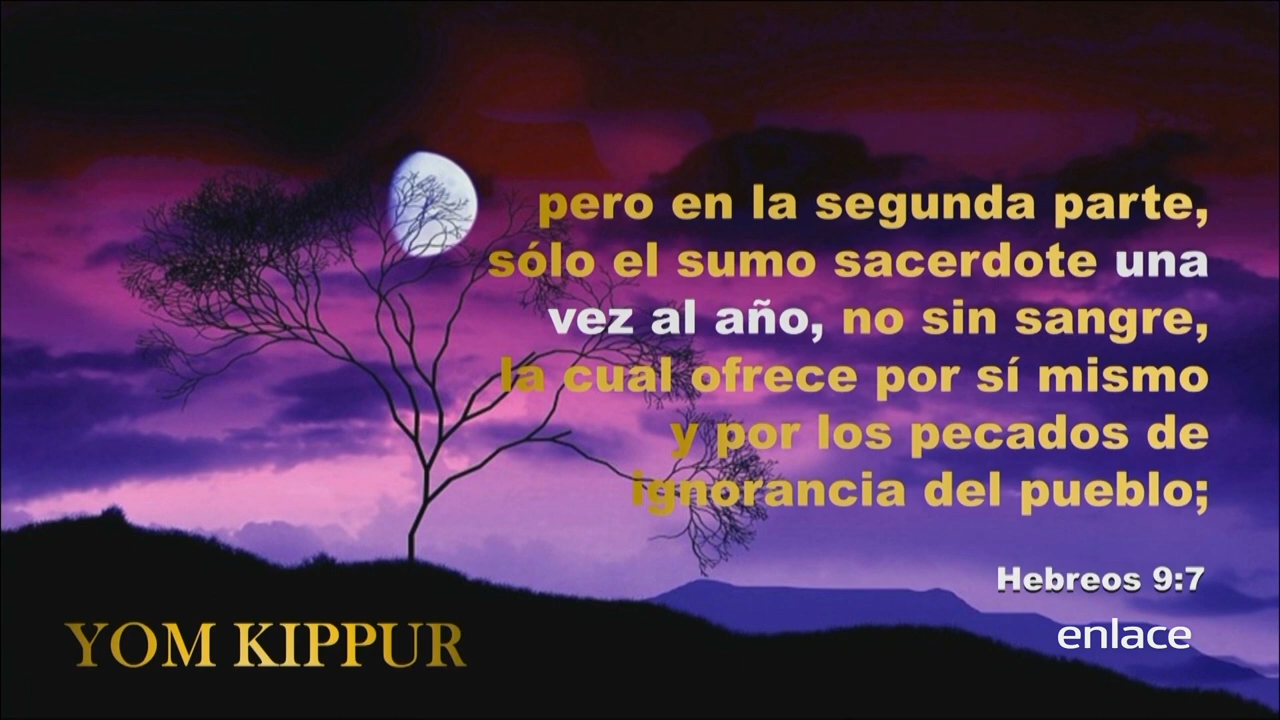 pero en la segunda parte,
sólo el sumo sacerdote una
vez al año, no sin sangre,
la cual ofrece por sí mismo
y por los pecados de
ignorancia del pueblo;
Hebreos 9:7
enlace
YOM KIPPUR